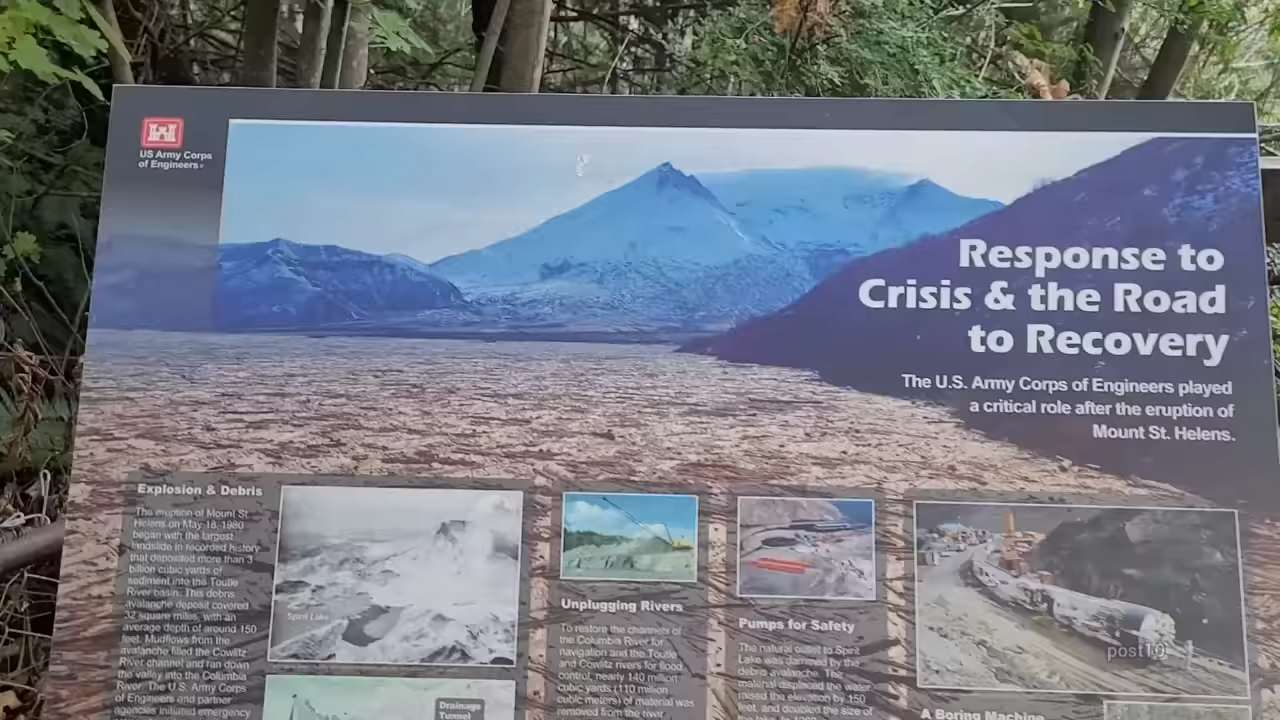 US Army Corps
of Engineers®
Response to
Crisis & the Road
to Recovery
The U.S. Army Corps of Engineers played
a critical role after the eruption of
Mount St. Helens.
Explosion & Debris
The eruption of Mount St.
Helens on May 18, 1980
began with the largest
landslide in recorded history
that deposited more than 3
billion cubic yards of
sediment into the Toutle
River basin. This debris
avalanche deposit covered
32 square miles, with an
average depth of around 150
feet. Mudflows from the
avalanche filled the Cowlitz
River channel and ran down
the valley into the Columbia
River. The U.S. Army Corps
of Engineers and partner
agencies initiated emergency
Spirit Lake
Drainage
Tunnel
Unplugging Rivers
To restore the channels of
the Columbia River for
navigation and the Toutle
and Cowlitz rivers for flood
control, nearly 140 million
cubic yards (110 million
cubic meters) of material was
removed from the river
Pumps for Safety
The natural outlet to Spirit
Lake was dammed by the
debris avalanche. The
material displaced the water,
raised the elevation by 150
feet, and doubled the size of
the lake. In 1982
A Boring Machine
post10